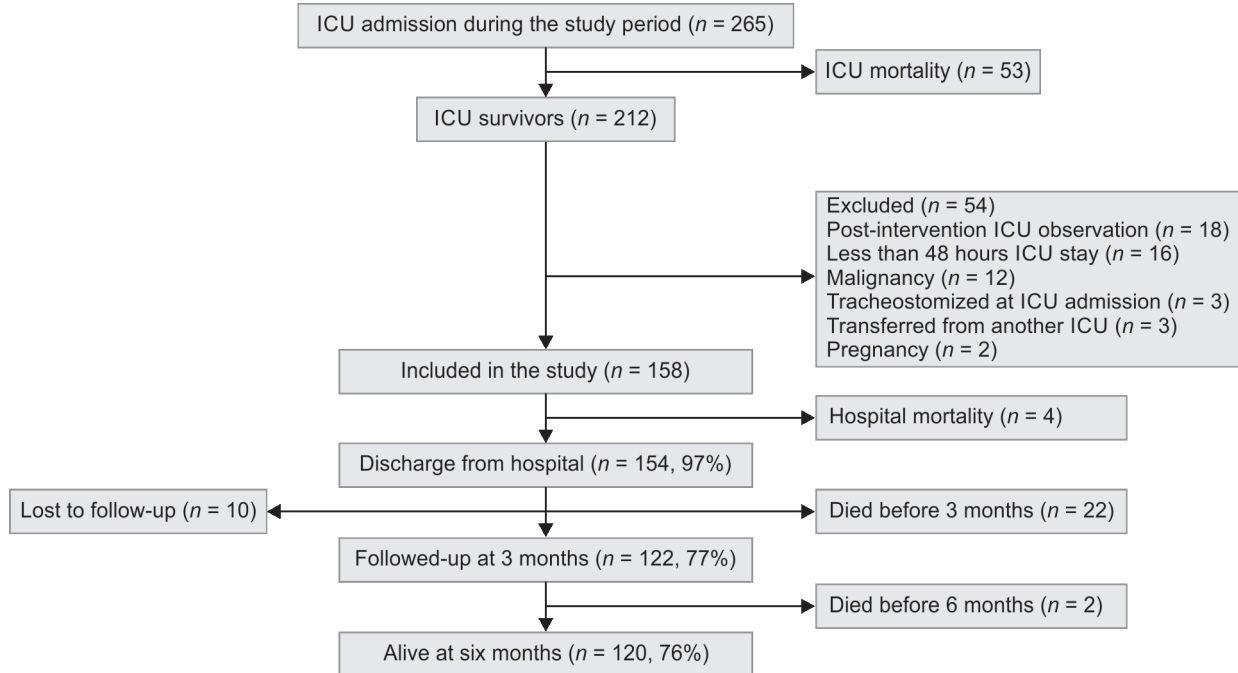 ICU admission during the study period (n = 265)
ICU mortality (n = 53)
ICU survivors (n = 212)
Excluded (n = 54)
Post-intervention ICU observation (n = 18)
Less than 48 hours ICU stay (n = 16)
Malignancy (n = 12)
Tracheostomized at ICU admission (n = 3)
Transferred from another ICU (n = 3)
Pregnancy (n = 2)
Included in the study (n = 158)
Hospital mortality (n = 4)
Discharge from hospital (n = 154, 97%)
Lost to follow-up (n = 10)
Died before 3 months (n = 22)
Followed-up at 3 months (n = 122, 77%)
Died before 6 months (n = 2)
Alive at six months (n = 120, 76%)